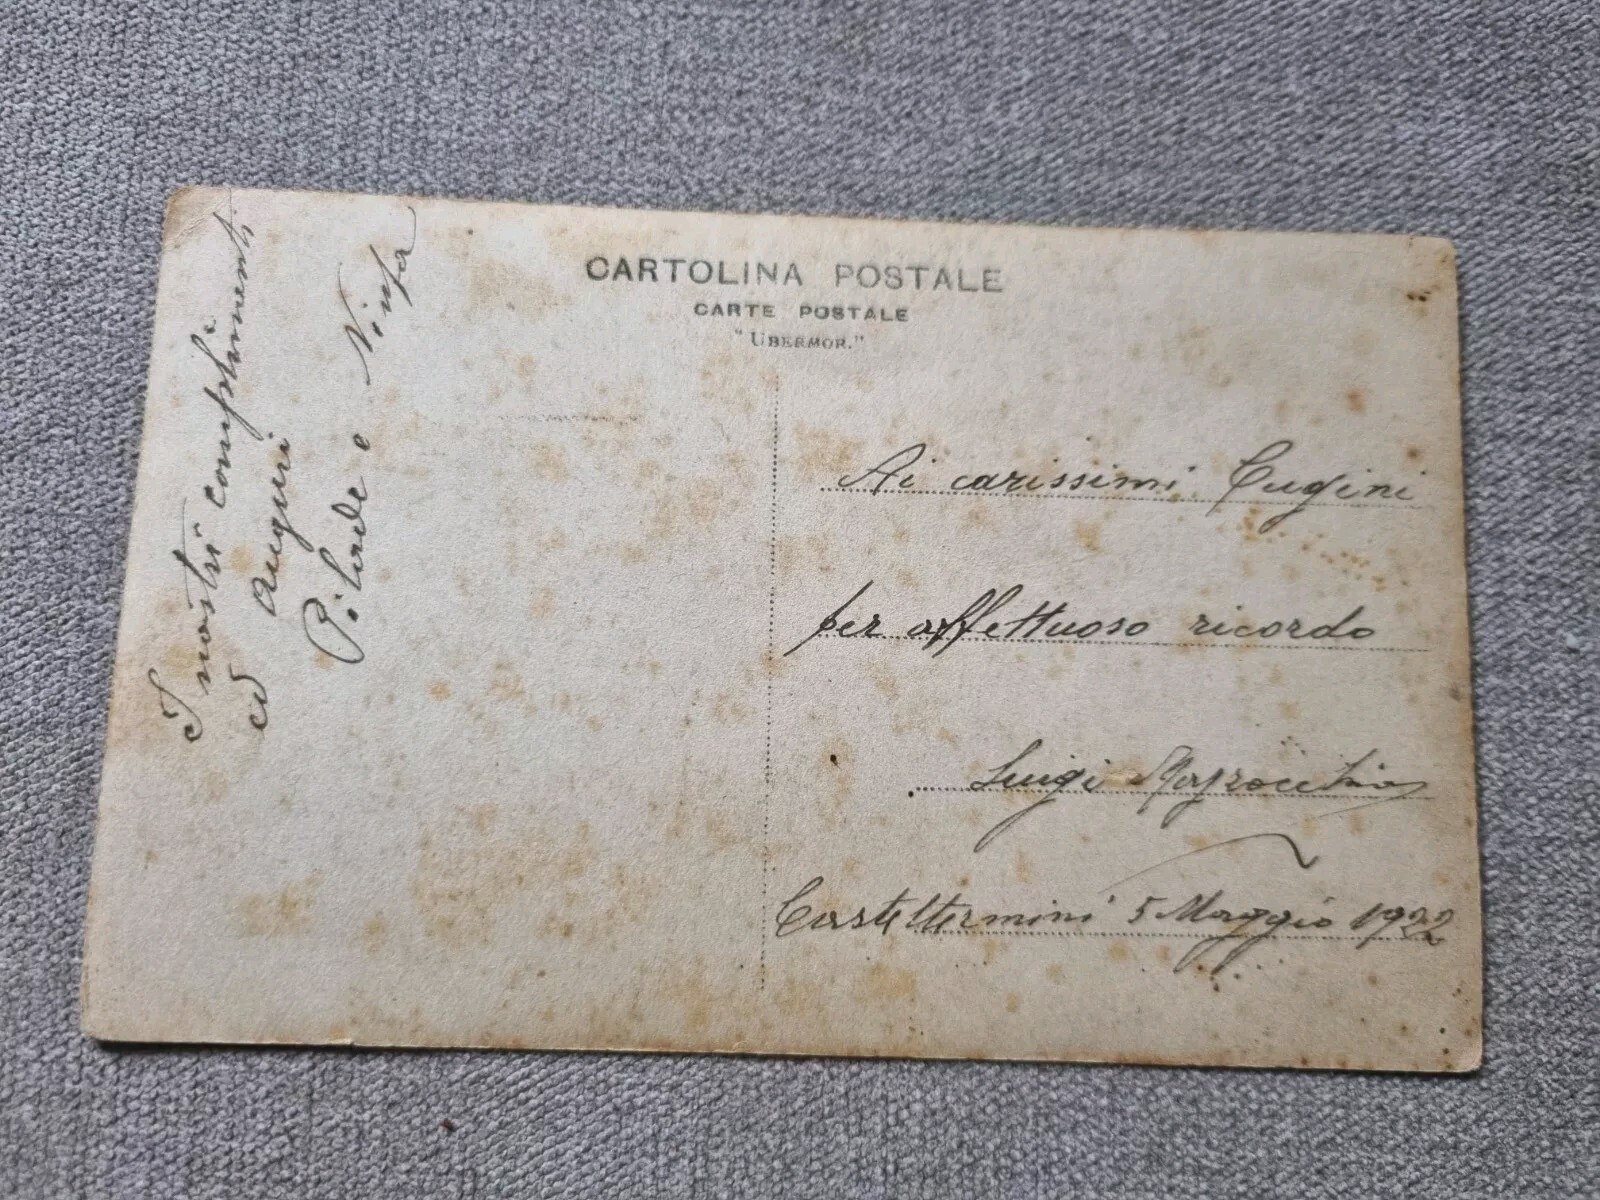 CARTOLINA POSTALE
CARTE POSTALE
"UBERMOR."
I nostri complimenti
ed auguri
Pilade e Ninfa
Ai carissimi Cugini
per affettuoso ricordo
Luigi
Casteltermini 5 Maggio 1922